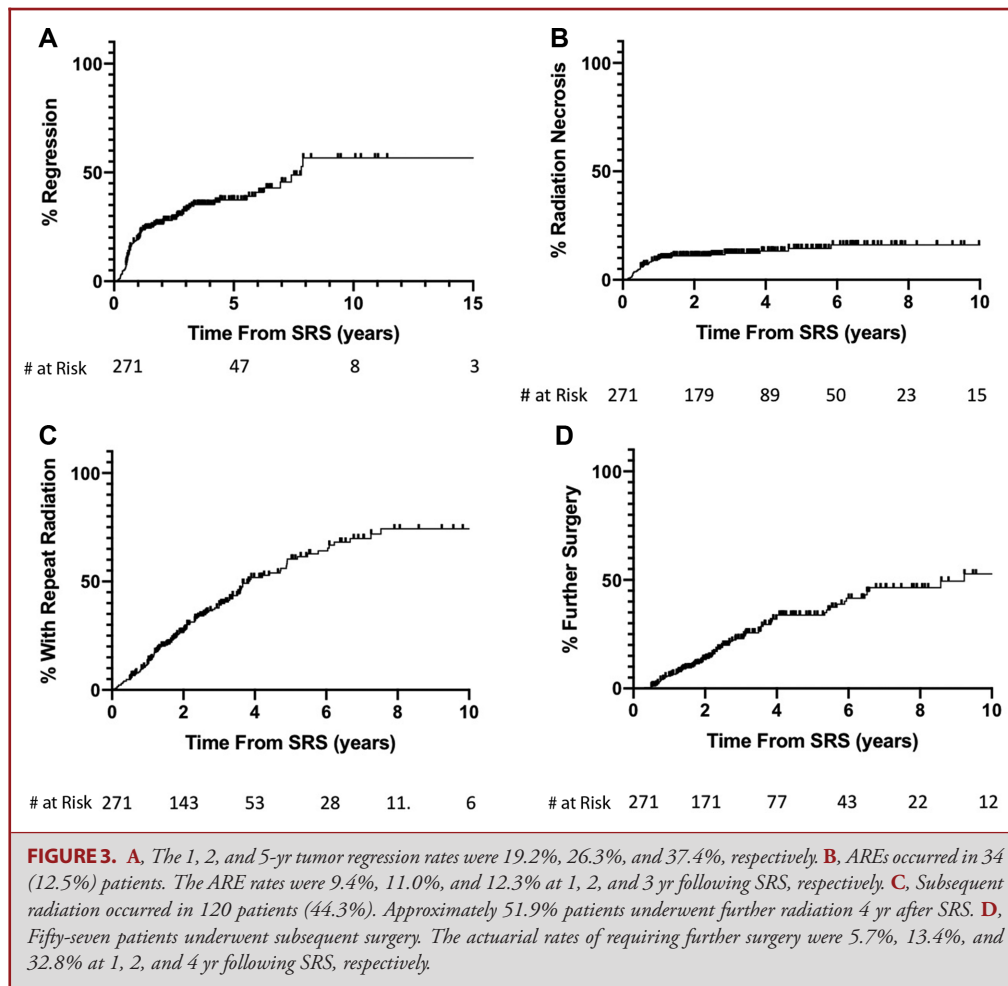 A
B
% Regression
100
50
0
0 5 10 15
Time From SRS (years)
# at Risk 271 47 8 3
% Radiation Necrosis
100
50
0
0 2 4 6 8 10
Time From SRS (years)
# at Risk 271 179 89 50 23 15
C
D
% With Repeat Radiation
100
50
0
0 2 4 6 8 10
Time From SRS (years)
# at Risk 271 143 53 28 11. 6
% Further Surgery
100
50
0
0 2 4 6 8 10
Time From SRS (years)
# at Risk 271 171 77 43 22 12
FIGURE 3. A, The 1, 2, and 5-yr tumor regression rates were 19.2%, 26.3%, and 37.4%, respectively. B, AREs occurred in 34
(12.5%) patients. The ARE rates were 9.4%, 11.0%, and 12.3% at 1, 2, and 3 yr following SRS, respectively. C, Subsequent
radiation occurred in 120 patients (44.3%). Approximately 51.9% patients underwent further radiation 4 yr after SRS. D,
Fifty-seven patients underwent subsequent surgery. The actuarial rates of requiring further surgery were 5.7%, 13.4%, and
32.8% at 1, 2, and 4 yr following SRS, respectively.